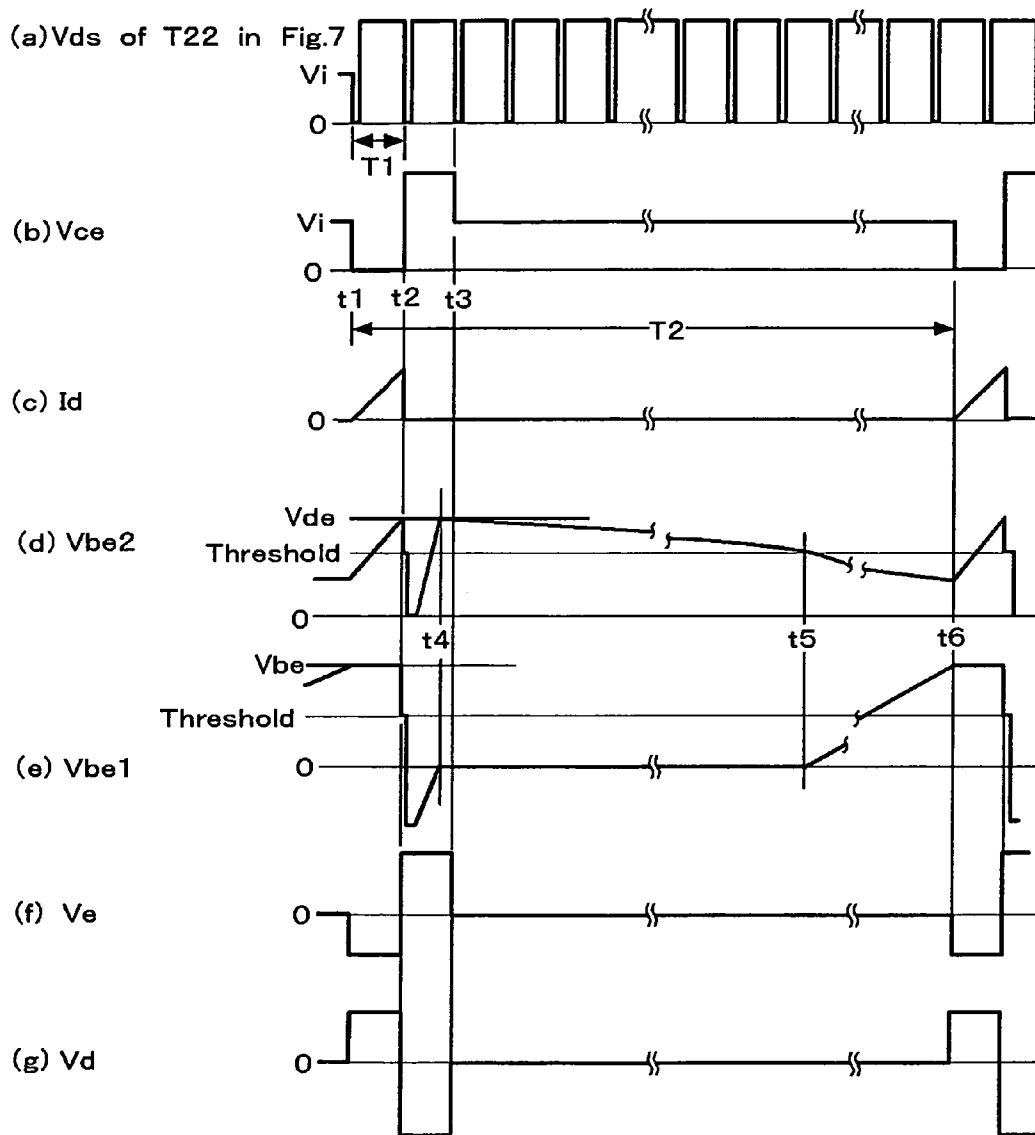 (a)Vds of T22 in Fig.7
Vi
0
T1
(b)Vce
Vi
0
t1 t2 t3
T2
(c) Id
0
(d) Vbe2
Vde
Threshold
0
t4 t5 t6
(e) Vbe1
Vbe
Threshold
0
(f) Ve
0
(g) Vd
0